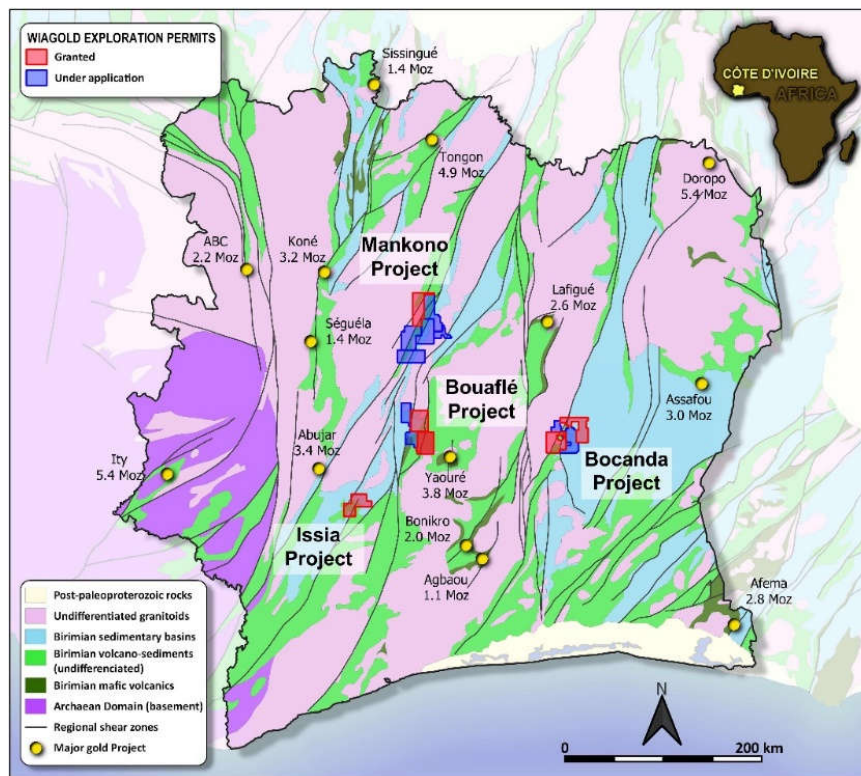 WIAGOLD EXPLORATION PERMITS
Granted
Under application
CÔTE D'IVOIRE
AFRICA
Sissingué
1.4 Moz
Tongon
4.9 Moz
Doropo
5.4 Moz
ABC
2.2 Moz
Koné
3.2 Moz
Mankono
Project
Lafigué
2.6 Moz
Séguéla
1.4 Moz
Bouaflé
Project
Assafou
3.0 Moz
Abujar
3.4 Moz
Ity
5.4 Moz
Yaouré
3.8 Moz
Bocanda
Project
Issia
Project
Bonikro
2.0 Moz
Agbaou
1.1 Moz
Afema
2.8 Moz
Post-paleoproterozoic rocks
Undifferentiated granitoids
Birimian sedimentary basins
Birimian volcano-sediments
(undifferenciated)
Birimian mafic volcanics
Archaean Domain (basement)
Regional shear zones
Major gold Project
N
0 200 km